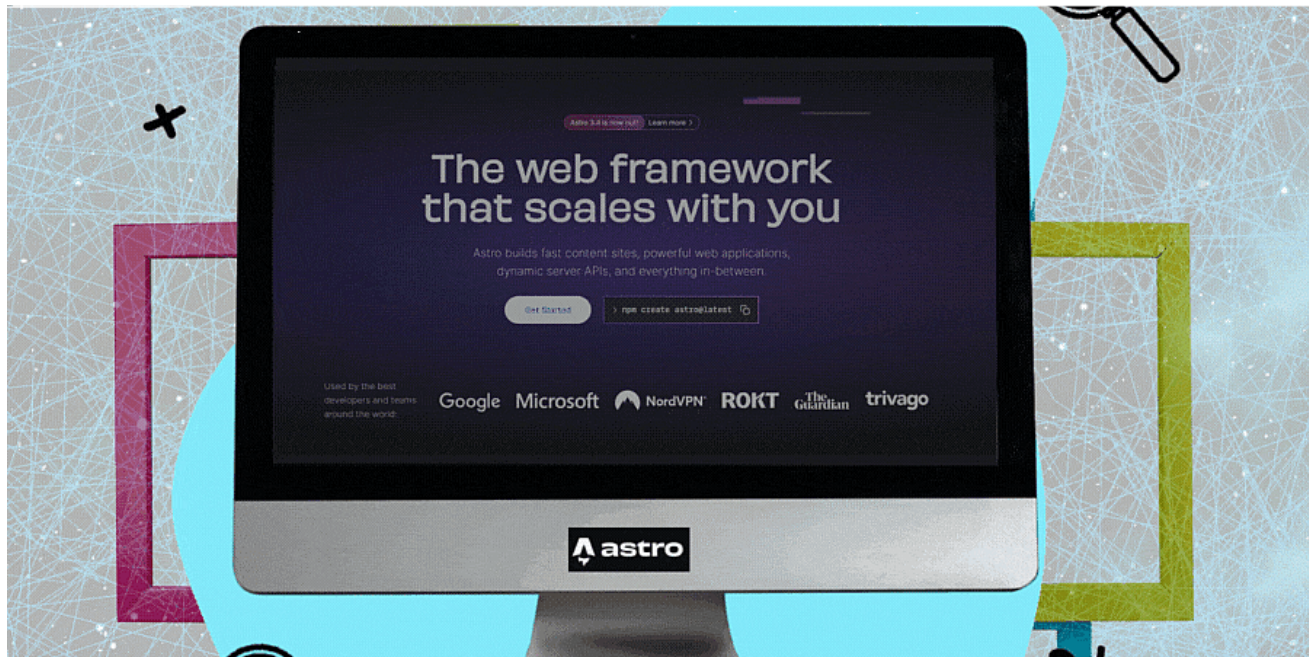 Astro 3.4 is now out! Learn more >
The web framework
that scales with you
Astro builds fast content sites, powerful web applications,
dynamic server APIs, and everything in-between.
Get Started
> npm create astro@latest
Used by the best
developers and teams
around the world:
Google Microsoft NordVPN® ROKT The Guardian trivago
astro